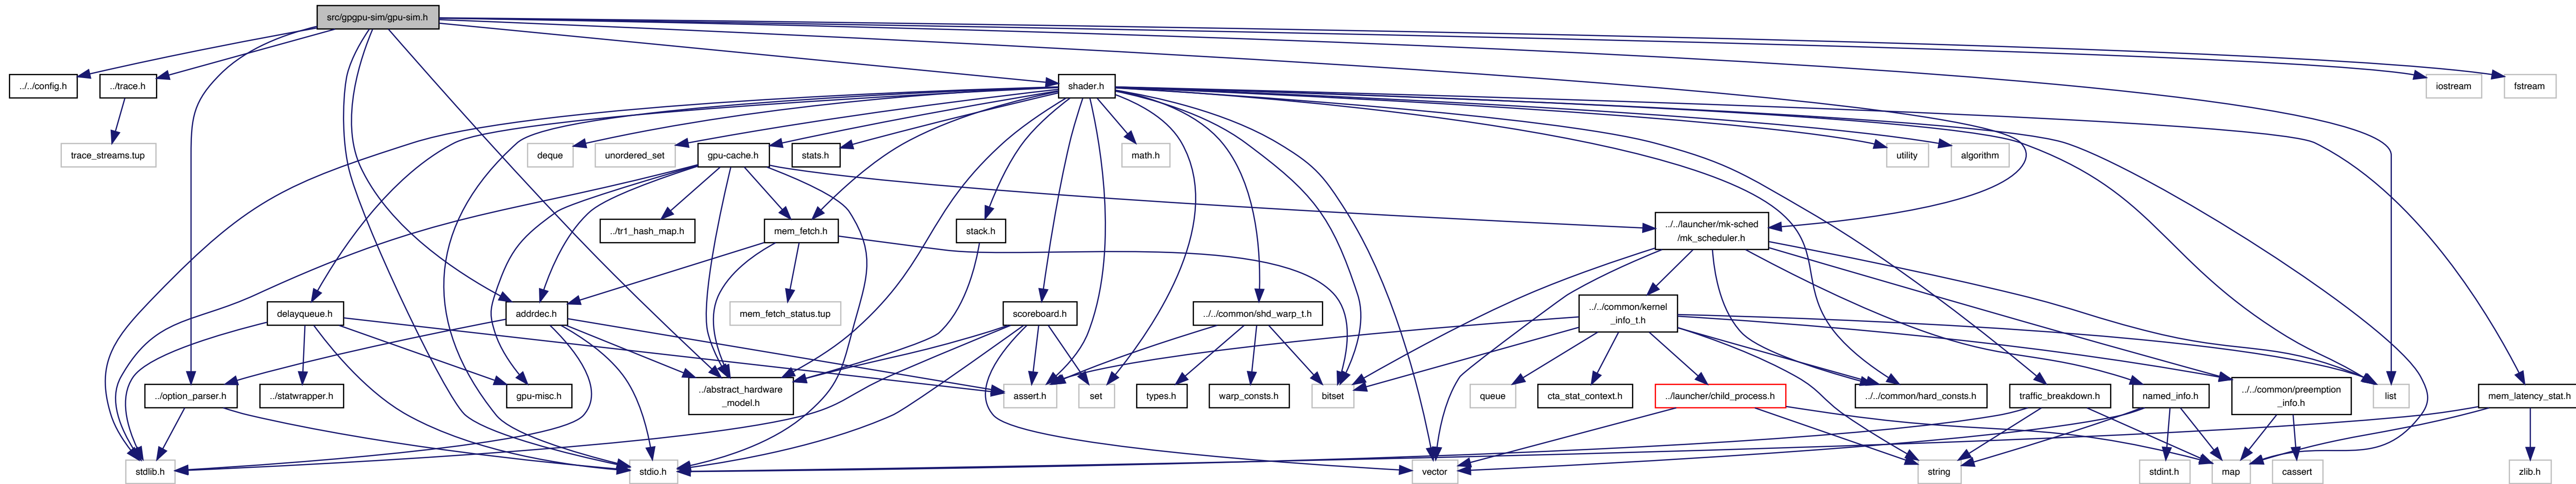 src/gpgpu-sim/gpu-sim.h
../../config.h
../trace.h
shader.h
iostream
fstream
trace_streams.tup
deque
unordered_set
gpu-cache.h
stats.h
math.h
utility
algorithm
../tr1_hash_map.h
mem_fetch.h
stack.h
../../launcher/mk-sched
/mk_scheduler.h
delayqueue.h
addrdec.h
mem_fetch_status.tup
scoreboard.h
../../common/shd_warp_t.h
../../common/kernel
_info_t.h
../option_parser.h
../statwrapper.h
gpu-misc.h
../abstract_hardware
_model.h
assert.h
set
types.h
warp_consts.h
bitset
queue
cta_stat_context.h
../launcher/child_process.h
../../common/hard_consts.h
traffic_breakdown.h
named_info.h
../../common/preemption
_info.h
list
mem_latency_stat.h
stdlib.h
stdio.h
vector
string
stdint.h
map
cassert
zlib.h